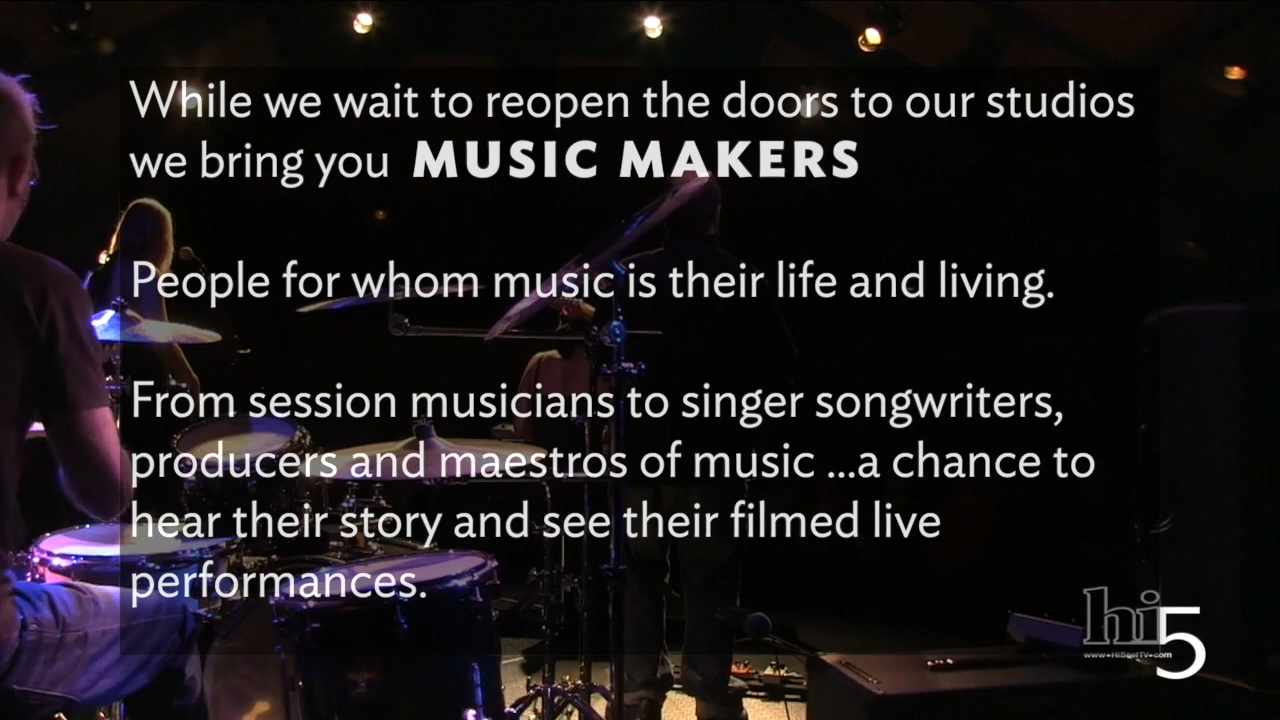 While we wait to reopen the doors to our studios
we bring you MUSIC MAKERS
People for whom music is their life and living.
From session musicians to singer songwriters,
producers and maestros of music ...a chance to
hear their story and see their filmed live
performances.
hi5